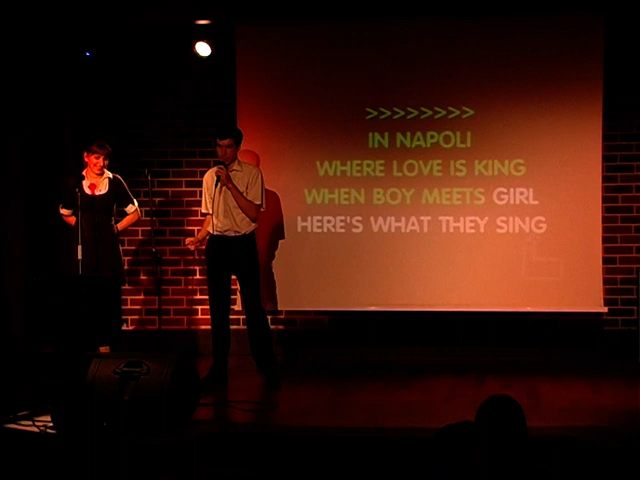 >>>>>>>>
IN NAPOLI
WHERE LOVE IS KING
WHEN BOY MEETS GIRL
HERE'S WHAT THEY SING